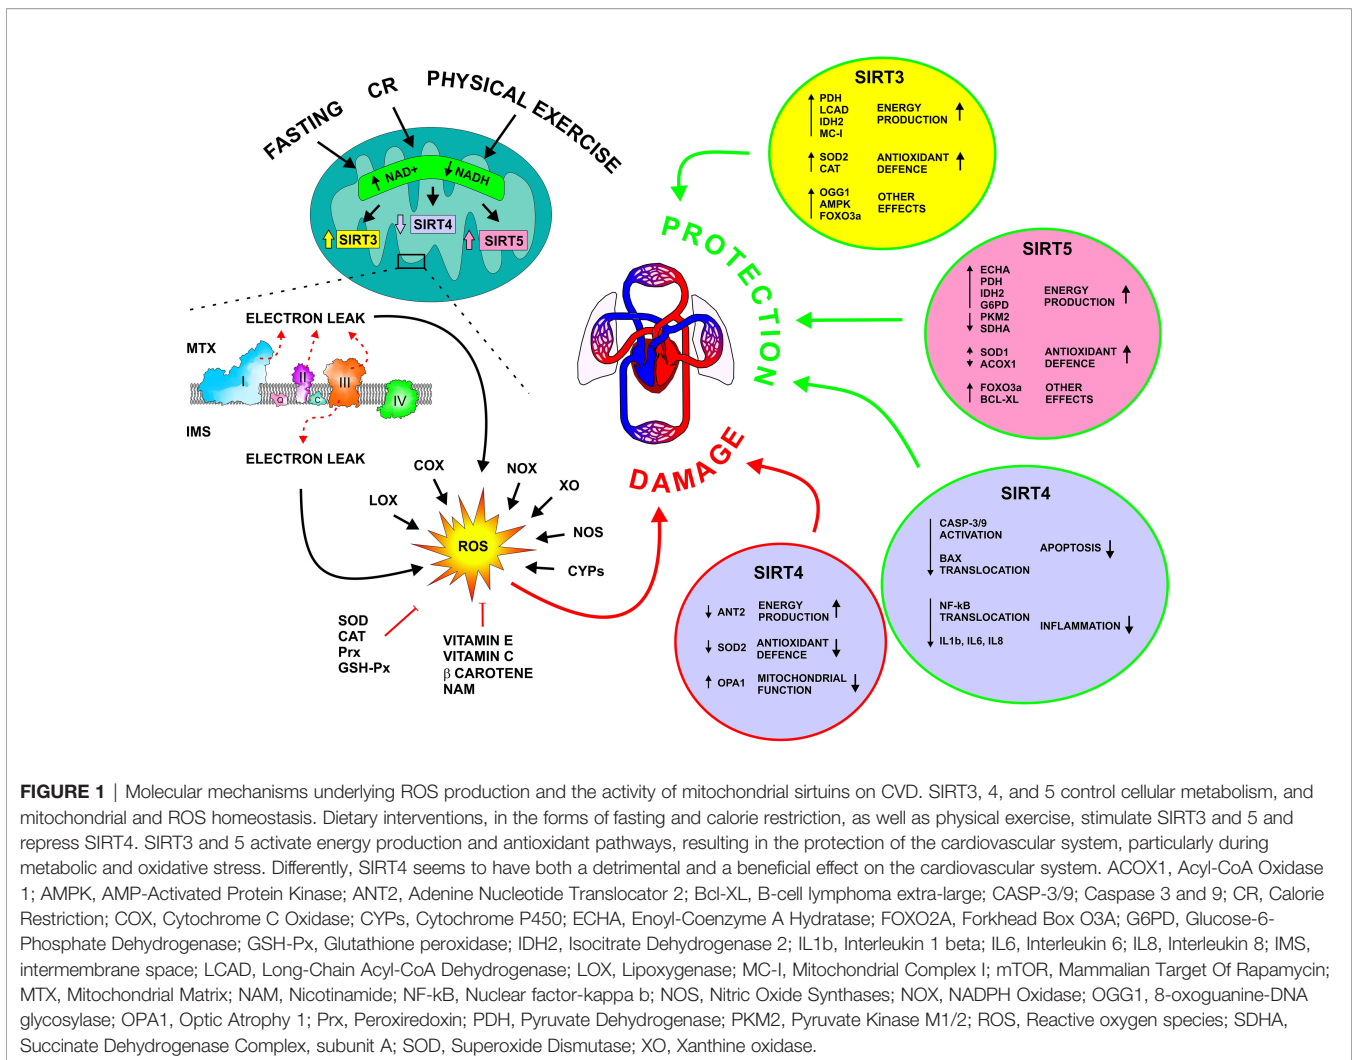 FASTING
CR
PHYSICAL EXERCISE
NAD+
NADH
SIRT3
SIRT4
SIRT5
ELECTRON LEAK
MTX
I
II
III
IV
Q
C
IMS
ELECTRON LEAK
COX
NOX
LOX
XO
NOS
CYPs
ROS
SOD
CAT
Prx
GSH-Px
VITAMIN E
VITAMIN C
β CAROTENE
NAM
PROTECTION
DAMAGE
SIRT3
PDH
LCAD
IDH2
MC-I
ENERGY
PRODUCTION
SOD2
CAT
ANTIOXIDANT
DEFENCE
OGG1
AMPK
FOXO3a
OTHER
EFFECTS
SIRT5
ECHA
PDH
IDH2
G6PD
PKM2
SDHA
ENERGY
PRODUCTION
SOD1
ACOX1
ANTIOXIDANT
DEFENCE
FOXO3a
BCL-XL
OTHER
EFFECTS
SIRT4
CASP-3/9
ACTIVATION
BAX
TRANSLOCATION
APOPTOSIS
NF-kB
TRANSLOCATION
IL1b, IL6, IL8
INFLAMMATION
SIRT4
ANT2
ENERGY
PRODUCTION
SOD2
ANTIOXIDANT
DEFENCE
OPA1
MITOCHONDRIAL
FUNCTION
FIGURE 1 | Molecular mechanisms underlying ROS production and the activity of mitochondrial sirtuins on CVD. SIRT3, 4, and 5 control cellular metabolism, and
mitochondrial and ROS homeostasis. Dietary interventions, in the forms of fasting and calorie restriction, as well as physical exercise, stimulate SIRT3 and 5 and
repress SIRT4. SIRT3 and 5 activate energy production and antioxidant pathways, resulting in the protection of the cardiovascular system, particularly during
metabolic and oxidative stress. Differently, SIRT4 seems to have both a detrimental and a beneficial effect on the cardiovascular system. ACOX1, Acyl-CoA Oxidase
1; AMPK, AMP-Activated Protein Kinase; ANT2, Adenine Nucleotide Translocator 2; Bcl-XL, B-cell lymphoma extra-large; CASP-3/9; Caspase 3 and 9; CR, Calorie
Restriction; COX, Cytochrome C Oxidase; CYPs, Cytochrome P450; ECHA, Enoyl-Coenzyme A Hydratase; FOXO2A, Forkhead Box O3A; G6PD, Glucose-6-
Phosphate Dehydrogenase; GSH-Px, Glutathione peroxidase; IDH2, Isocitrate Dehydrogenase 2; IL1b, Interleukin 1 beta; IL6, Interleukin 6; IL8, Interleukin 8; IMS,
intermembrane space; LCAD, Long-Chain Acyl-CoA Dehydrogenase; LOX, Lipoxygenase; MC-I, Mitochondrial Complex I; mTOR, Mammalian Target Of Rapamycin;
MTX, Mitochondrial Matrix; NAM, Nicotinamide; NF-kB, Nuclear factor-kappa b; NOS, Nitric Oxide Synthases; NOX, NADPH Oxidase; OGG1, 8-oxoguanine-DNA
glycosylase; OPA1, Optic Atrophy 1; Prx, Peroxiredoxin; PDH, Pyruvate Dehydrogenase; PKM2, Pyruvate Kinase M1/2; ROS, Reactive oxygen species; SDHA,
Succinate Dehydrogenase Complex, subunit A; SOD, Superoxide Dismutase; XO, Xanthine oxidase.